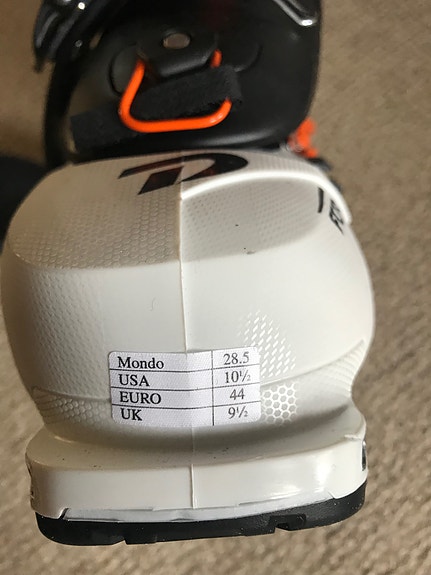 Mondo 28.5
USA 10½
EURO 44
UK 9½